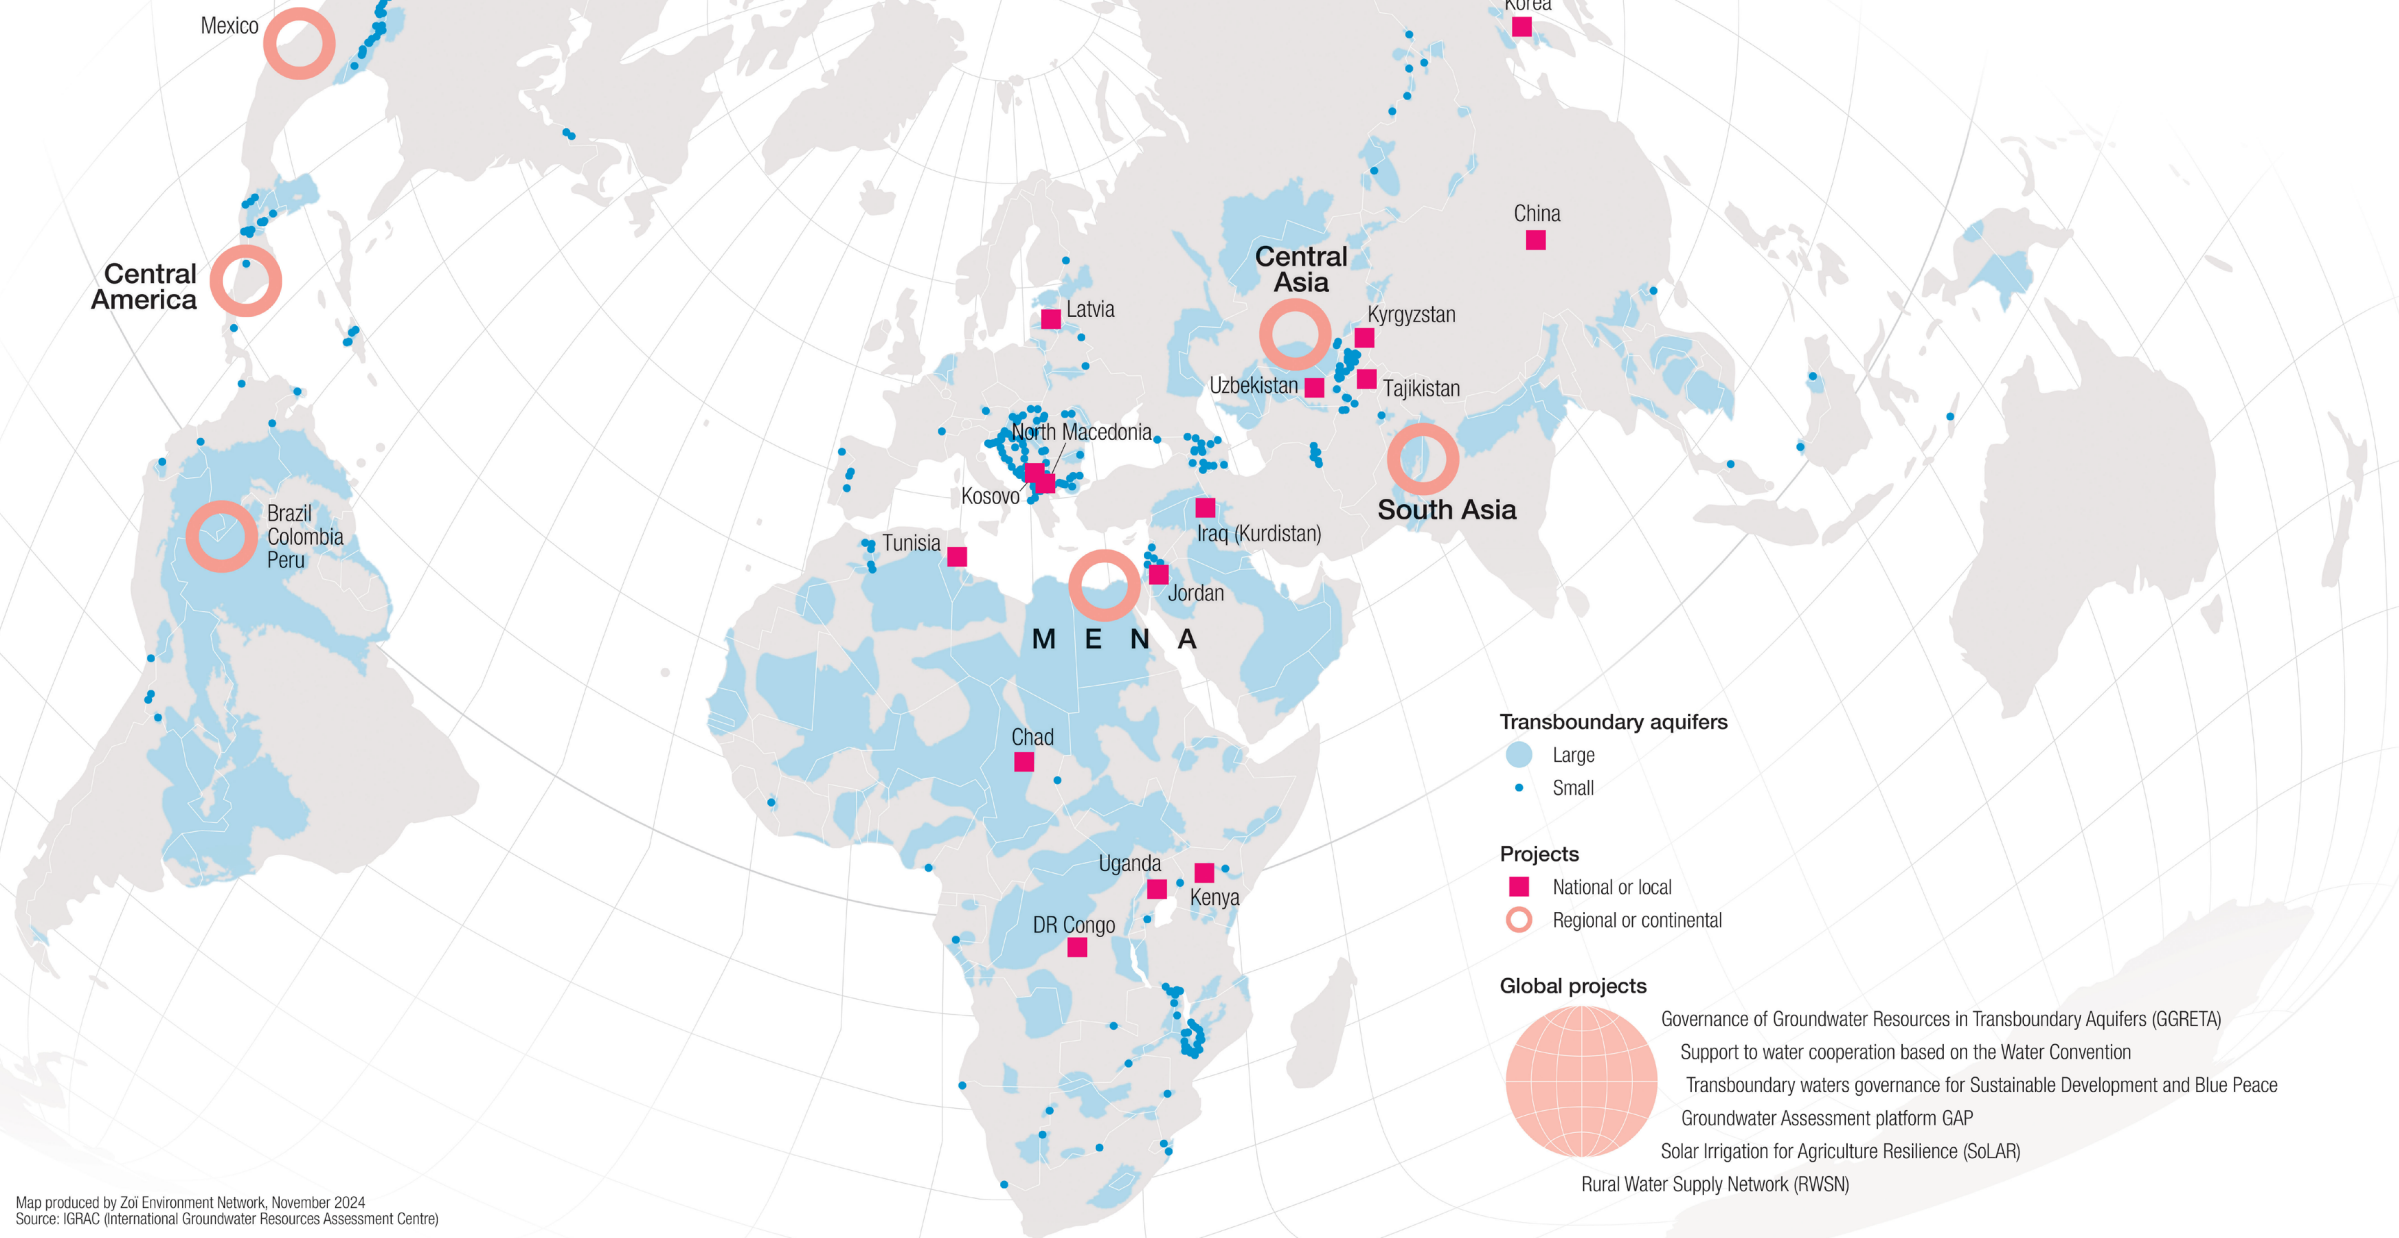 Korea
Mexico
China
Central
Asia
Central
America
Latvia
Kyrgyzstan
Uzbekistan
Tajikistan
North Macedonia
Kosovo
South Asia
Brazil
Colombia
Peru
Iraq (Kurdistan)
Tunisia
Jordan
M E N A
Chad
Uganda
Kenya
DR Congo
Transboundary aquifers
Large
Small
Projects
National or local
Regional or continental
Global projects
Governance of Groundwater Resources in Transboundary Aquifers (GGRETA)
Support to water cooperation based on the Water Convention
Transboundary waters governance for Sustainable Development and Blue Peace
Groundwater Assessment platform GAP
Solar Irrigation for Agriculture Resilience (SoLAR)
Rural Water Supply Network (RWSN)
Map produced by Zoï Environment Network, November 2024
Source: IGRAC (International Groundwater Resources Assessment Centre)